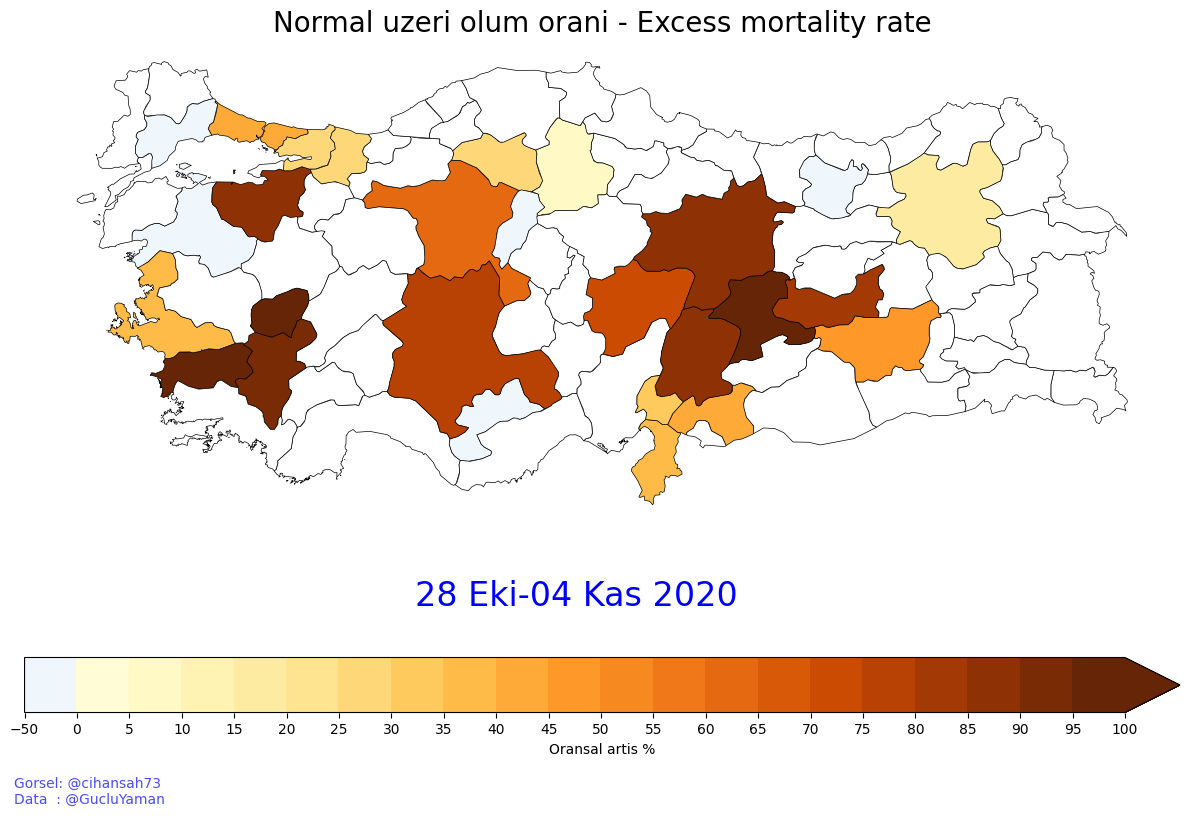 Normal uzeri olum orani - Excess mortality rate
28 Eki-04 Kas 2020
−50 0 5 10 15 20 25 30 35 40 45 50 55 60 65 70 75 80 85 90 95 100
Oransal artis %
Gorsel: @cihansah73
Data  : @GucluYaman